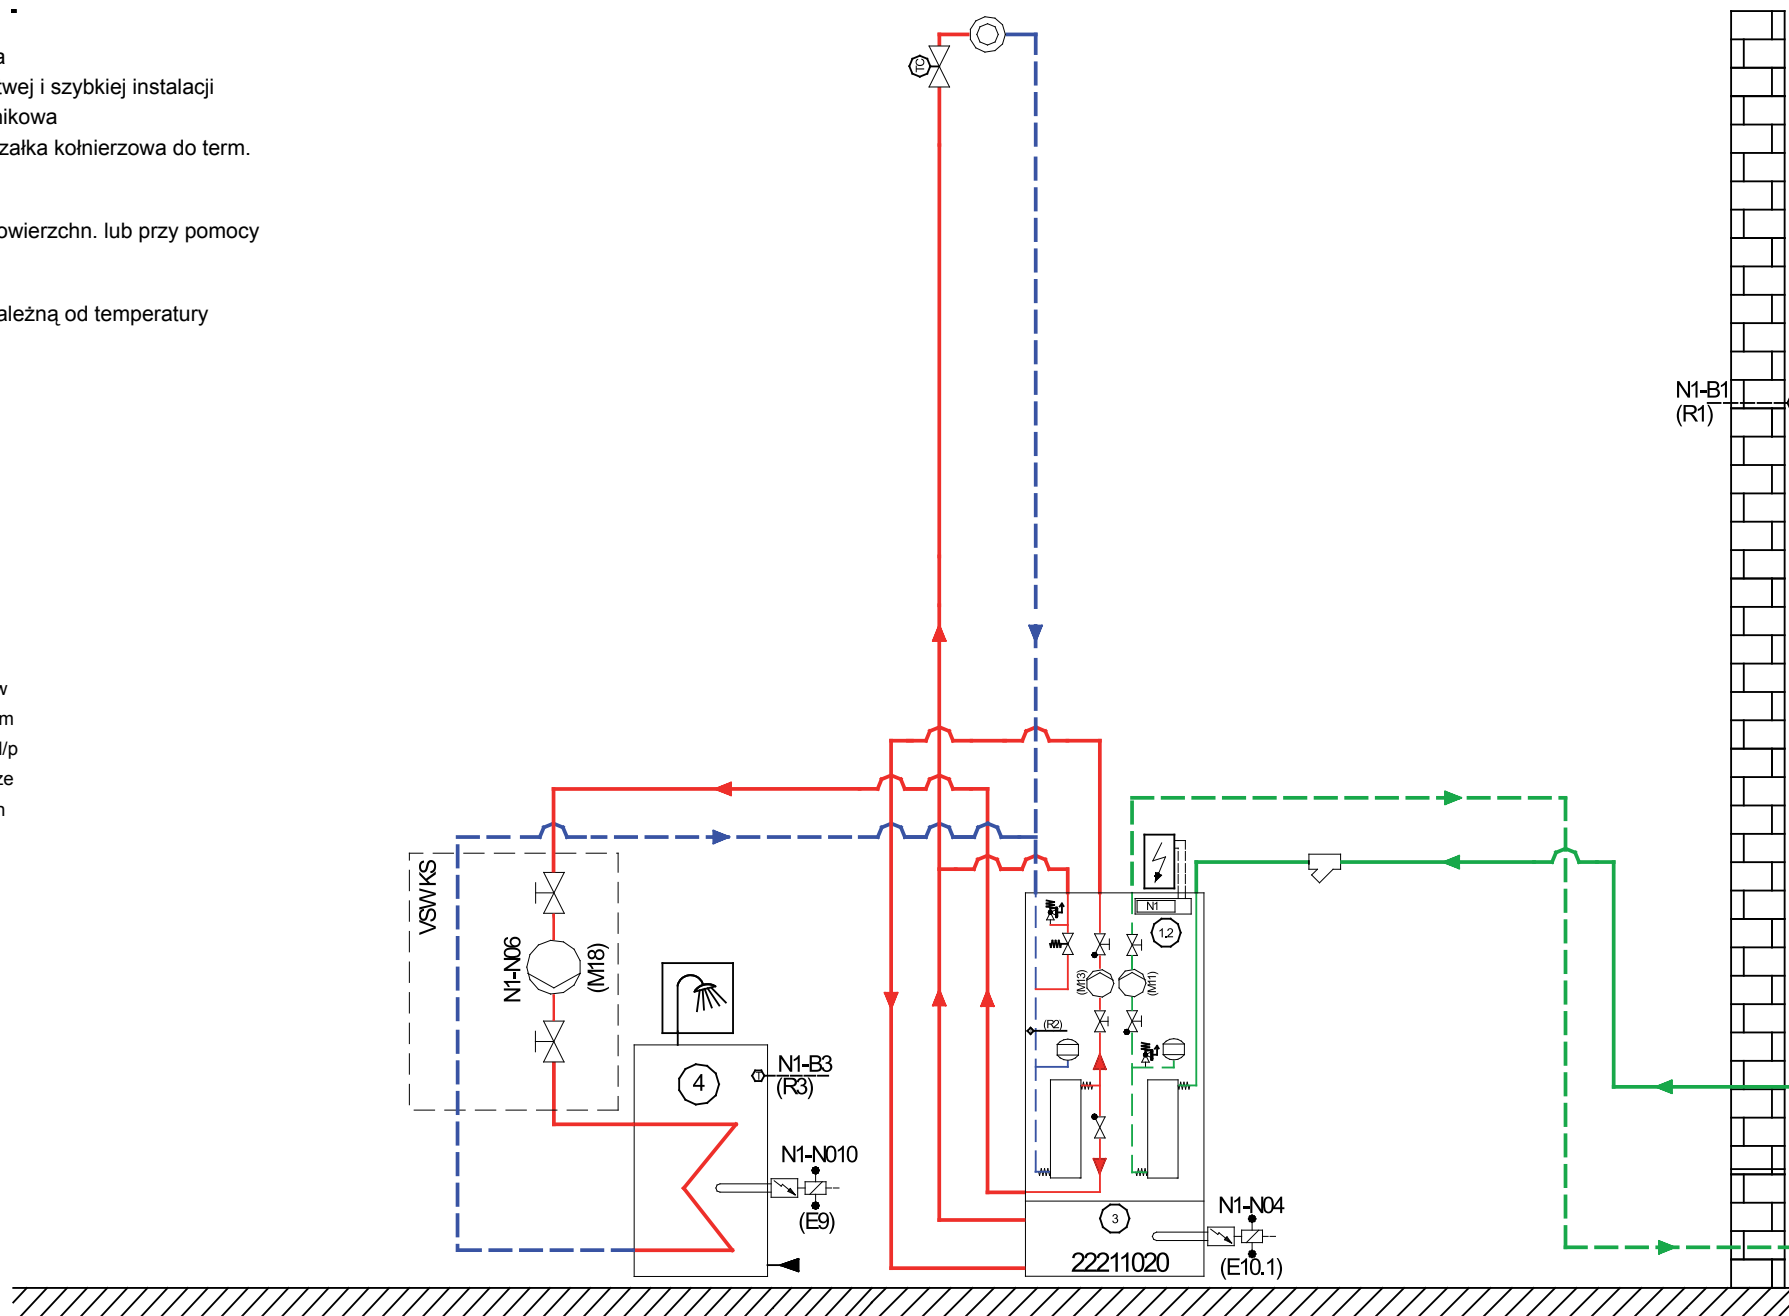 a
twej i szybkiej instalacji
nikowa
załka kołnierzowa do term.
owierzchn. lub przy pomocy
ależną od temperatury
w
m
l/p
ze
n
TC
N1-B1
(R1)
VSWKS
N1-N06
(M18)
N1
1.2
(M13)
(M11)
(R2)
4
N1-B3
(R3)
N1-N010
(E9)
3
22211020
N1-N04
(E10.1)